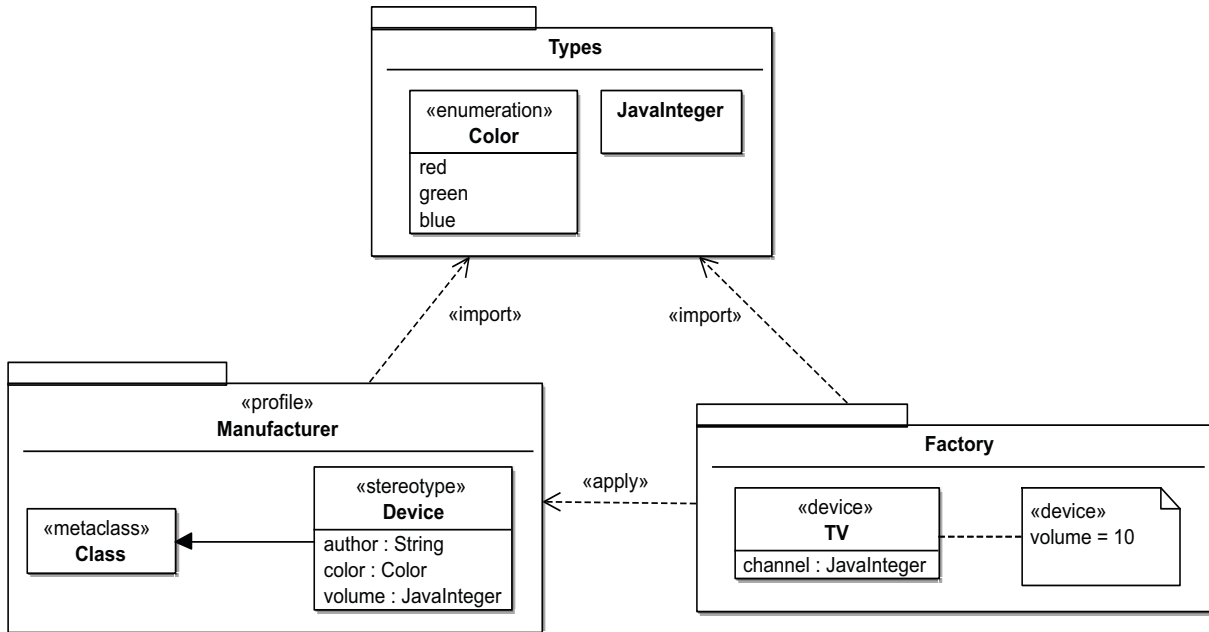 Types
«enumeration»
Color
red
green
blue
JavaInteger
«import»
«import»
«profile»
Manufacturer
«metaclass»
Class
«stereotype»
Device
author : String
color : Color
volume : JavaInteger
«apply»
Factory
«device»
TV
channel : JavaInteger
«device»
volume = 10